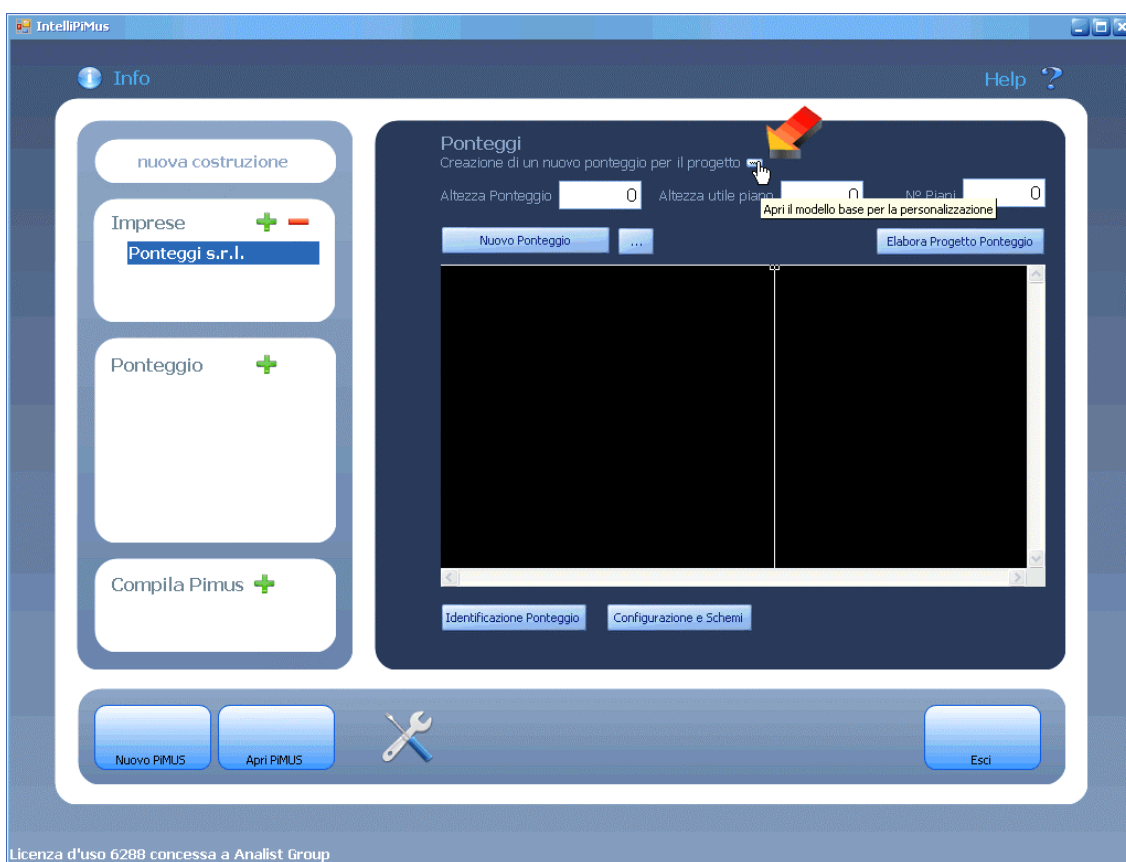 IntelliPiMus
Info
Help ?
nuova costruzione
Imprese
Ponteggi s.r.l.
Ponteggio
Compila Pimus
Ponteggi
Creazione di un nuovo ponteggio per il progetto ...
Altezza Ponteggio 0 Altezza utile piano 0 N° Piani 0
Apri il modello base per la personalizzazione
Nuovo Ponteggio ... Elabora Progetto Ponteggio
Identificazione Ponteggio Configurazione e Schemi
Nuovo PiMUS Apri PiMUS Esci
Licenza d'uso 6288 concessa a Analist Group